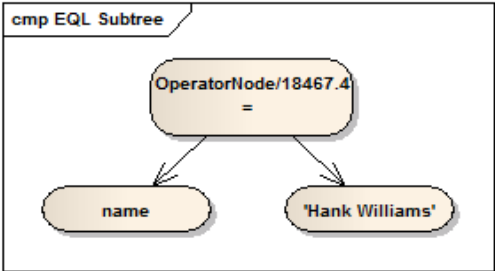 cmp EQL Subtree
OperatorNode/18467.4
=
name
'Hank Williams'